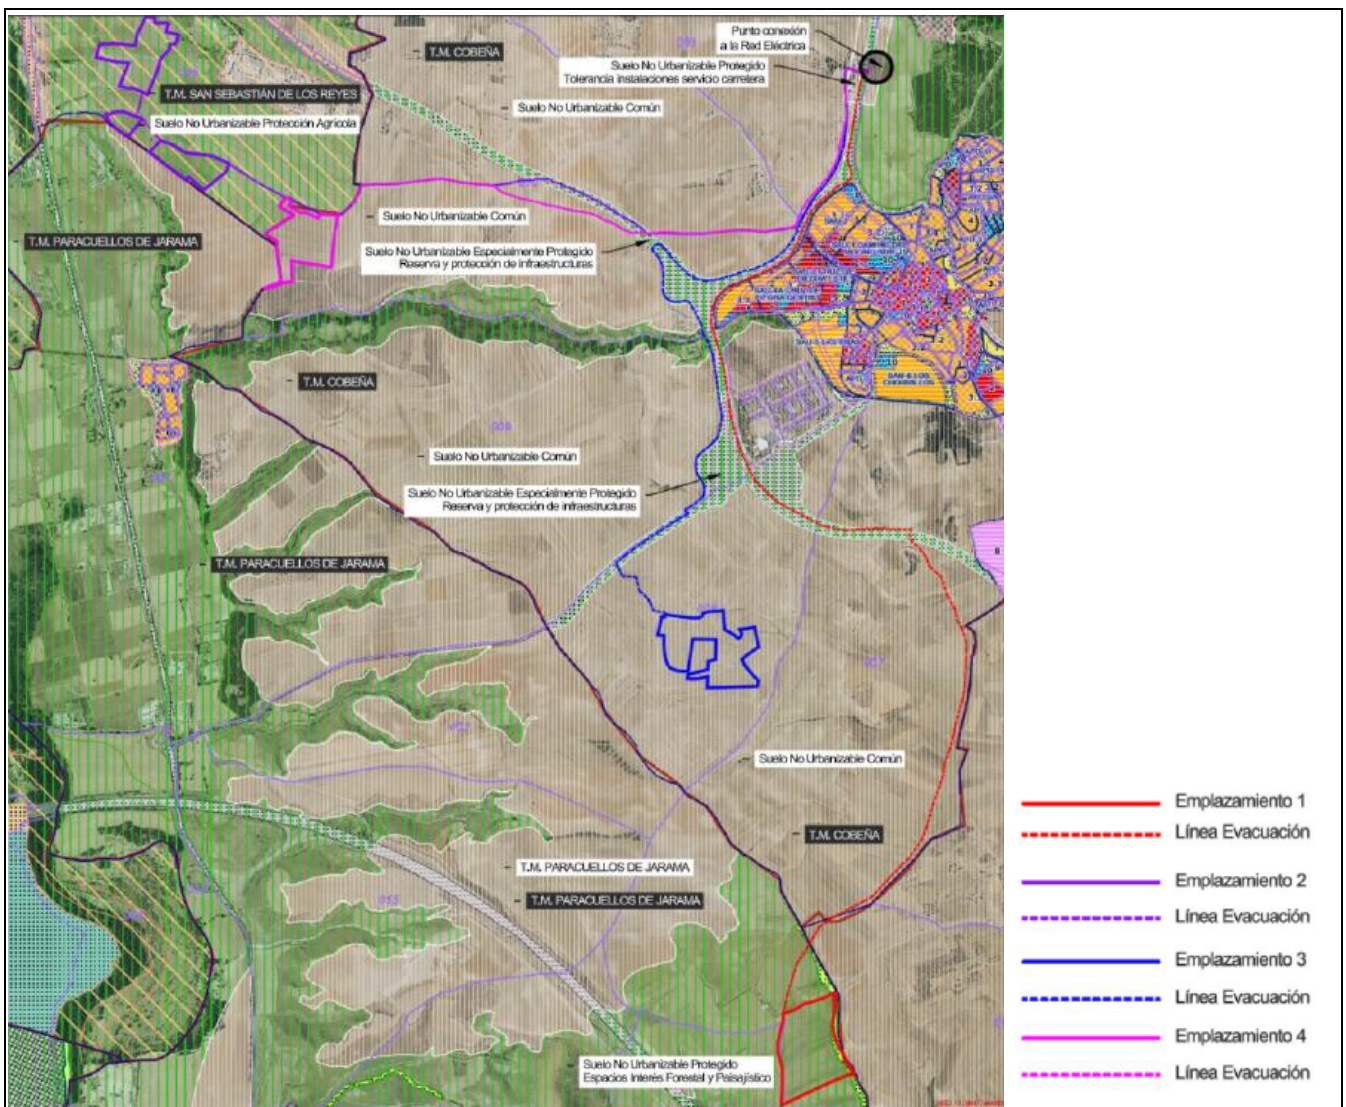 Punto conexión
a la Red Eléctrica
T.M. COBEÑA
Suelo No Urbanizable Protegido
Tolerancia instalaciones servicio carretera
T.M. SAN SEBASTIÁN DE LOS REYES
Suelo No Urbanizable Común
Suelo No Urbanizable Protección Agrícola
Suelo No Urbanizable Común
T.M. PARACUELLOS DE JARAMA
Suelo No Urbanizable Especialmente Protegido
Reserva y protección de infraestructuras
T.M. COBEÑA
Suelo No Urbanizable Común
Suelo No Urbanizable Especialmente Protegido
Reserva y protección de infraestructuras
T.M. PARACUELLOS DE JARAMA
Suelo No Urbanizable Común
T.M. COBEÑA
T.M. PARACUELLOS DE JARAMA
T.M. PARACUELLOS DE JARAMA
Suelo No Urbanizable Protegido
Espacios Interés Forestal y Paisajístico
Emplazamiento 1
Línea Evacuación
Emplazamiento 2
Línea Evacuación
Emplazamiento 3
Línea Evacuación
Emplazamiento 4
Línea Evacuación